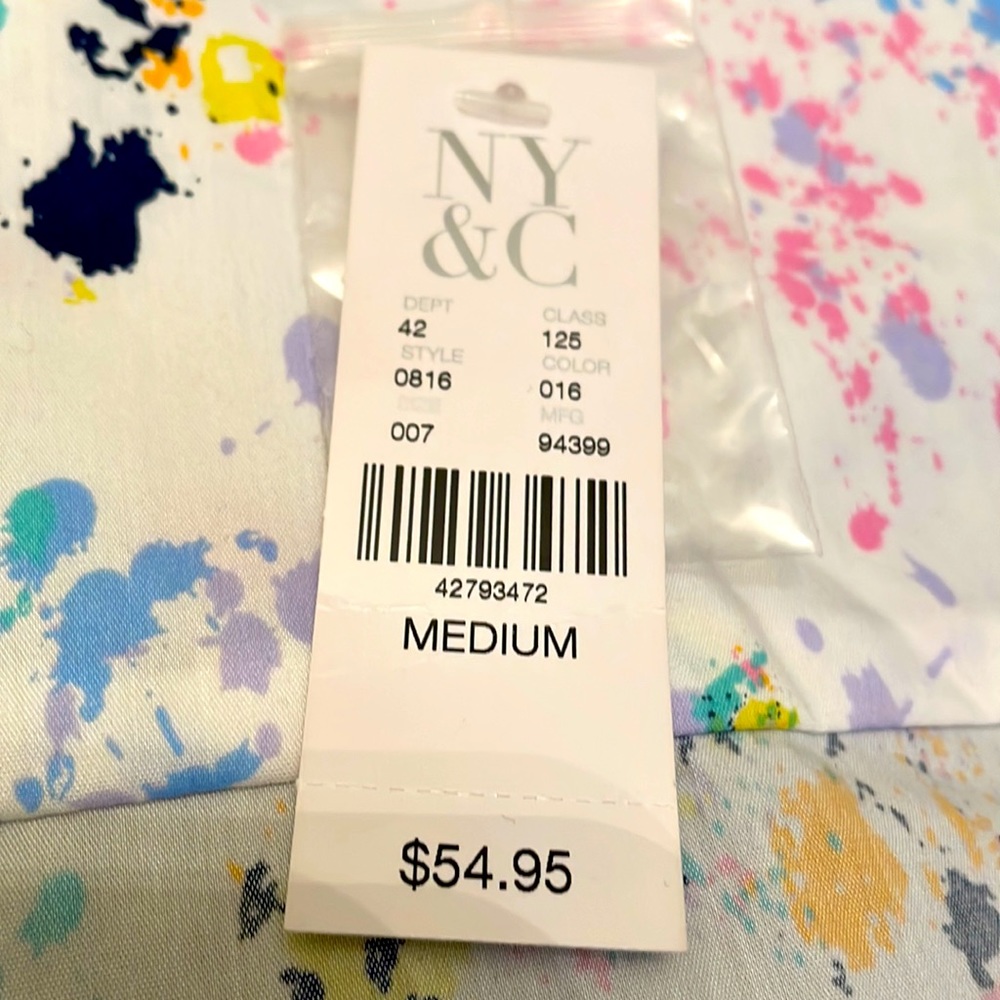 NY
&C
DEPT CLASS
42 125
STYLE COLOR
0816 016
MFG
007 94399
42793472
MEDIUM
$54.95